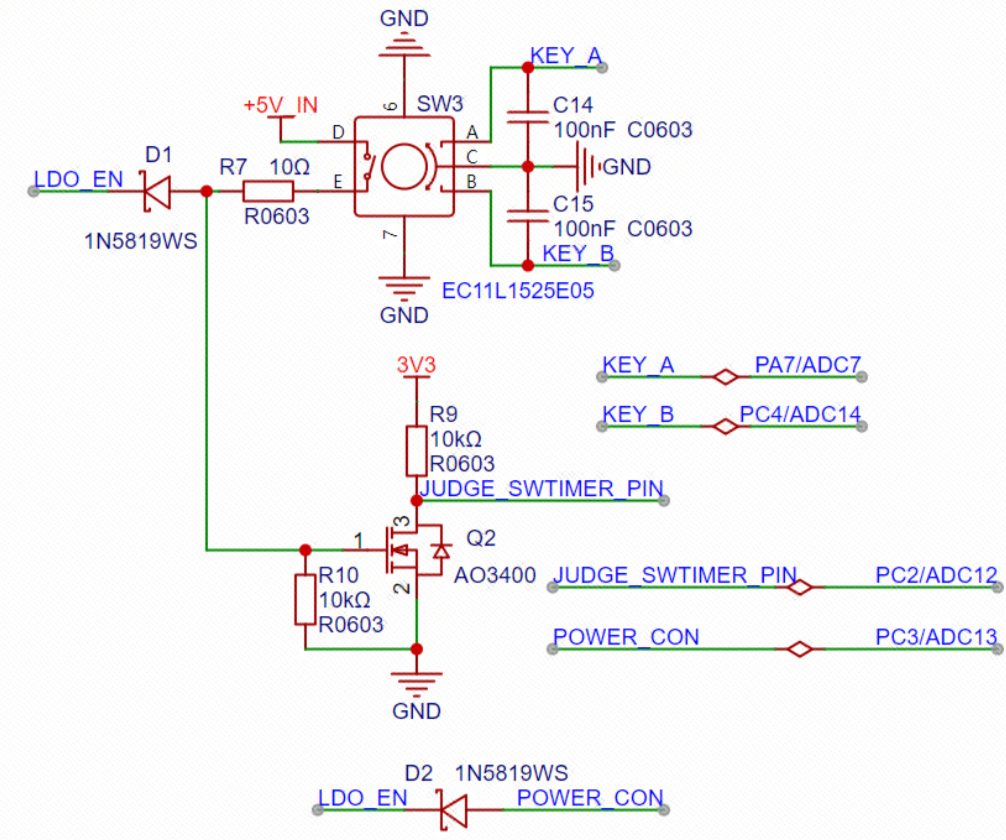 GND
KEY_A
+5V_IN
6
SW3
C14
100nF C0603
D
A
D1
R7 10Ω
C
GND
LDO_EN
E
B
R0603
C15
100nF C0603
1N5819WS
7
KEY_B
EC11L1525E05
GND
3V3
KEY_A
PA7/ADC7
R9
10kΩ
R0603
KEY_B
PC4/ADC14
JUDGE_SWTIMER_PIN
3
1
Q2
AO3400
2
R10
10kΩ
R0603
JUDGE_SWTIMER_PIN
PC2/ADC12
POWER_CON
PC3/ADC13
GND
D2 1N5819WS
LDO_EN
POWER_CON